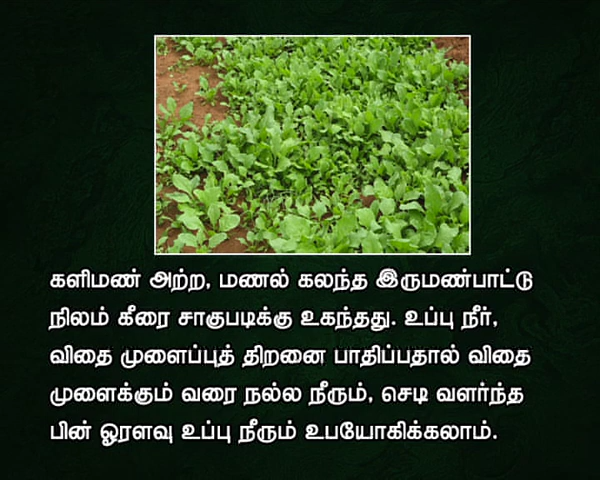 களிமண் அற்ற, மணல் கலந்த இருமண்பாட்டு
நிலம் கீரை சாகுபடிக்கு உகந்தது. உப்பு நீர்,
விதை முளைப்புத் திறனை பாதிப்பதால் விதை
முளைக்கும் வரை நல்ல நீரும், செடி வளர்ந்த
பின் ஓரளவு உப்பு நீரும் உபயோகிக்கலாம்.